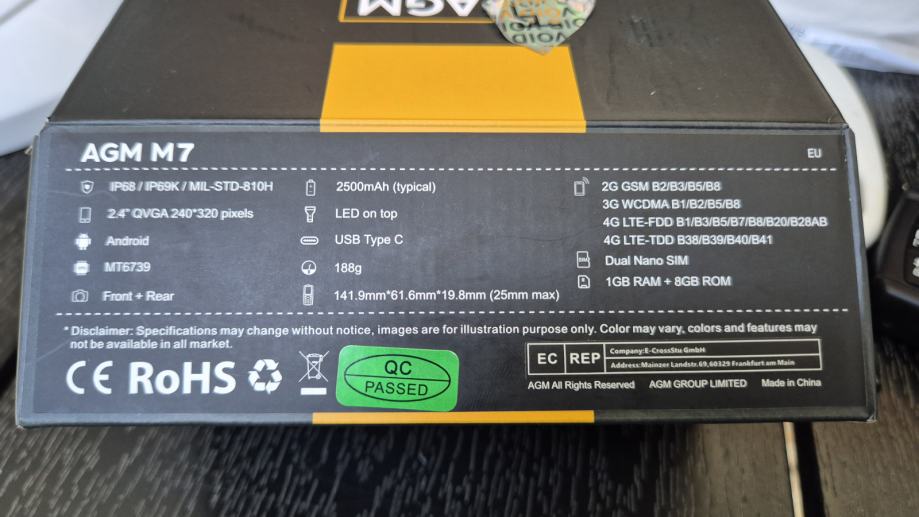 AGM
VOID
VOID
AGM M7
EU
IP68 / IP69K / MIL-STD-810H
2.4" QVGA 240*320 pixels
Android
MT6739
Front + Rear
2500mAh (typical)
LED on top
USB Type C
188g
141.9mm*61.6mm*19.8mm (25mm max)
2G GSM B2/B3/B5/B8
3G WCDMA B1/B2/B5/B8
4G LTE-FDD B1/B3/B5/B7/B8/B20/B28AB
4G LTE-TDD B38/B39/B40/B41
SIM
Dual Nano SIM
1GB RAM + 8GB ROM
* Disclaimer: Specifications may change without notice, images are for illustration purpose only. Color may vary, colors and features may
not be available in all market.
CE RoHS
QC
PASSED
EC REP
Company:E-CrossStu GmbH
Address:Mainzer Landstr.69,60329 Frankfurt am Main
AGM All Rights Reserved AGM GROUP LIMITED Made in China